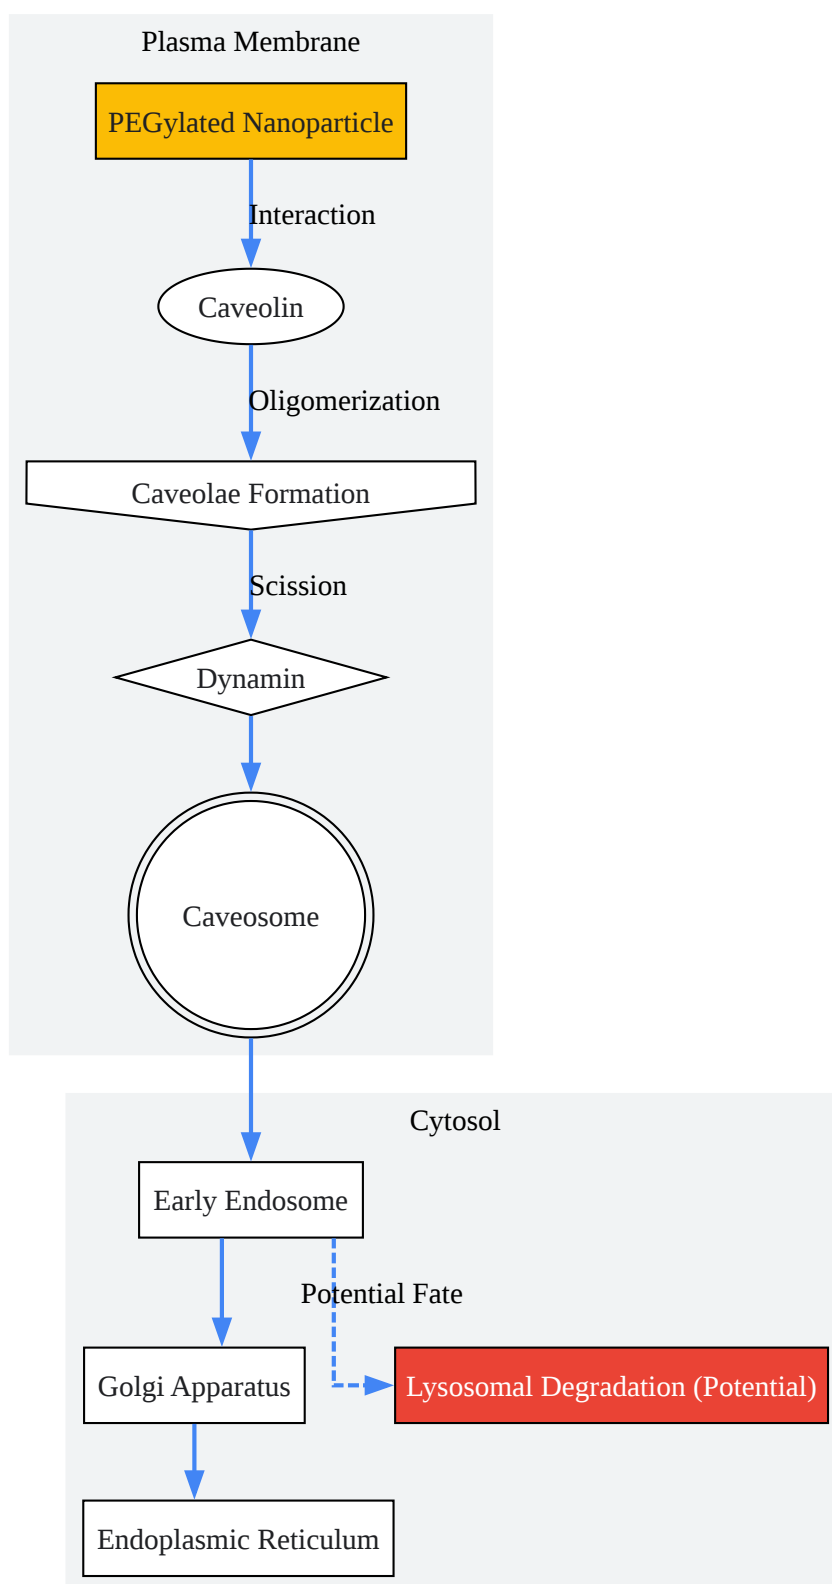 Plasma Membrane
PEGylated Nanoparticle
Interaction
Caveolin
Oligomerization
Caveolae Formation
Scission
Dynamin
Caveosome
Cytosol
Early Endosome
Potential Fate
Golgi Apparatus
Lysosomal Degradation (Potential)
Endoplasmic Reticulum